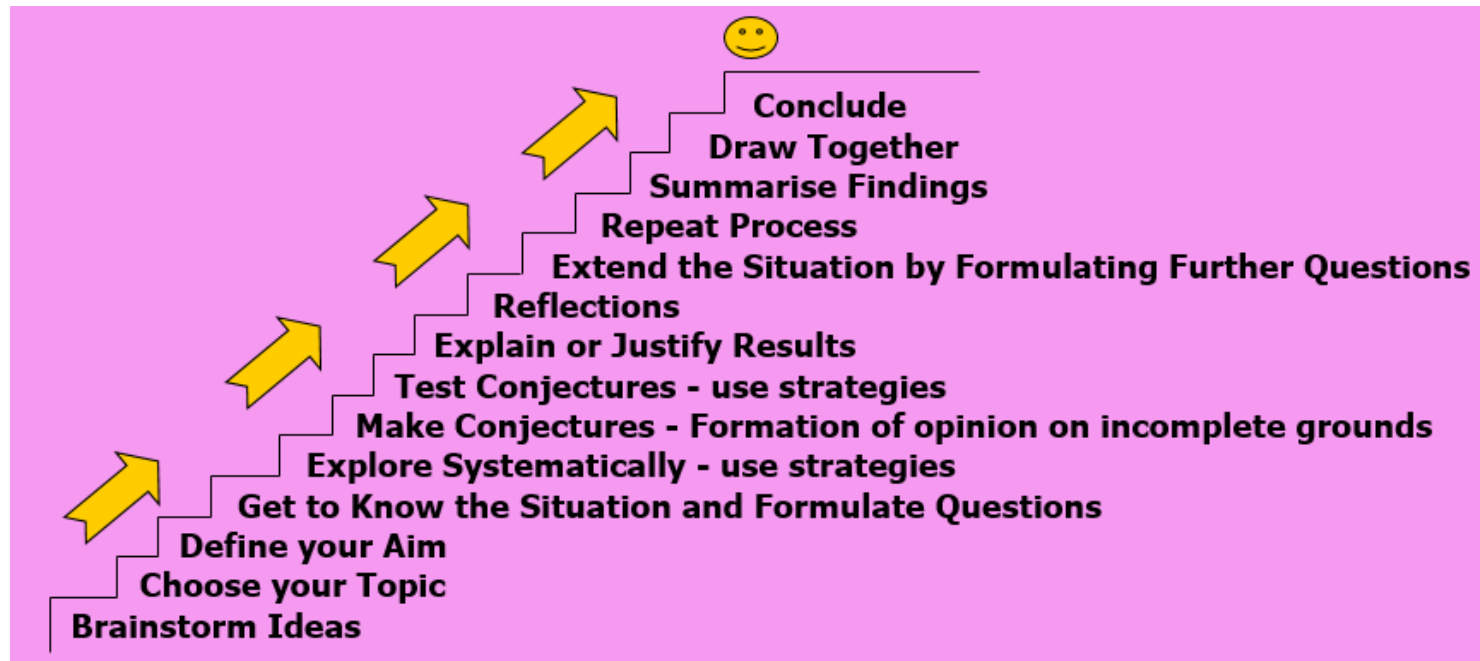 Conclude
Draw Together
Summarise Findings
Repeat Process
Extend the Situation by Formulating Further Questions
Reflections
Explain or Justify Results
Test Conjectures - use strategies
Make Conjectures - Formation of opinion on incomplete grounds
Explore Systematically - use strategies
Get to Know the Situation and Formulate Questions
Define your Aim
Choose your Topic
Brainstorm Ideas